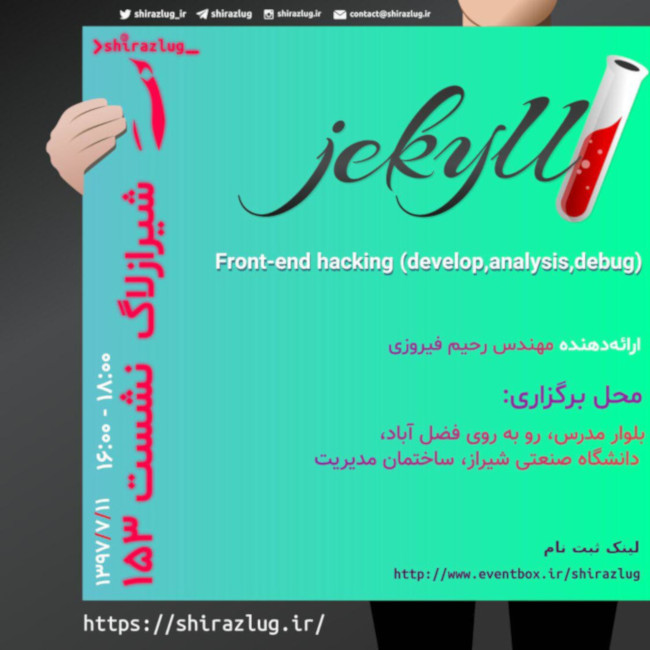 shirazlug_ir shirazlug shirazlug.ir contact@shirazlug.ir
>shirazlug_
jekyll
Front-end hacking (develop,analysis,debug)
ارائه‌دهنده مهندس رحیم فیروزی
محل برگزاری:
بلوار مدرس، رو به روی فضل آباد،
دانشگاه صنعتی شیراز، ساختمان مدیریت
لینک ثبت نام
http://www.eventbox.ir/shirazlug
شیرازلاگ نشست ۱۵۳
۱۳۹۷/۷/۱۱ ۱۶:۰۰ - ۱۸:۰۰
https://shirazlug.ir/